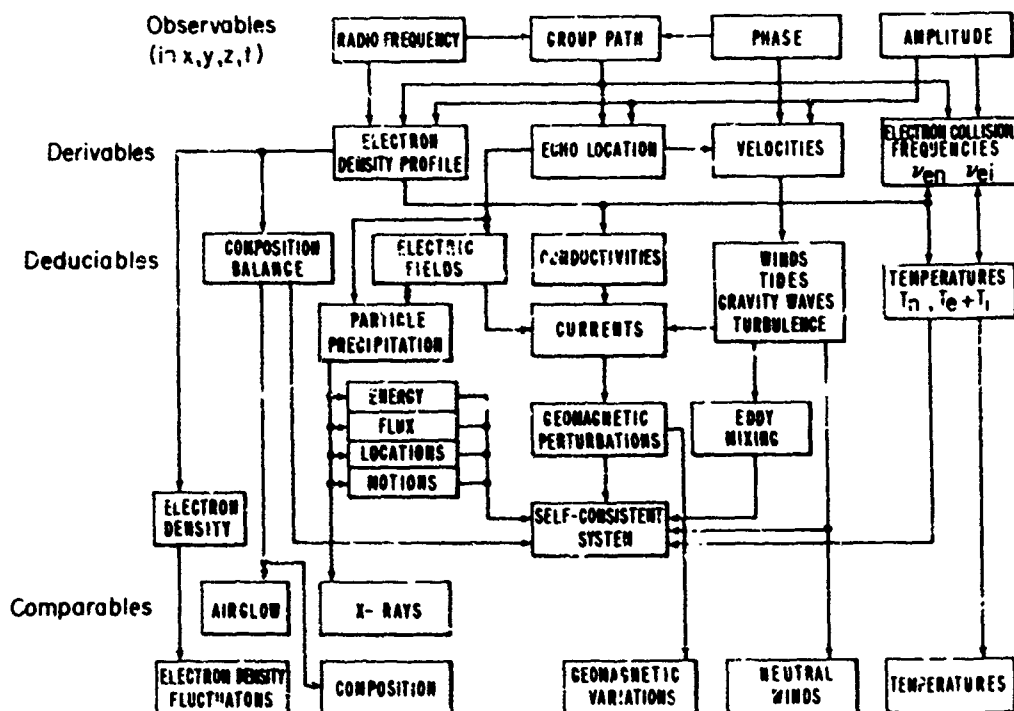 Observables
(in x,y,z,t)
RADIO FREQUENCY
GROUP PATH
PHASE
AMPLITUDE
Derivables
ELECTRON
DENSITY PROFILE
ECHO LOCATION
VELOCITIES
ELECTRON COLLISION
FREQUENCIES
νen νei
Deduciables
COMPOSITION
BALANCE
ELECTRIC
FIELDS
CONDUCTIVITIES
WINDS
TIDES
GRAVITY WAVES
TURBULENCE
TEMPERATURES
Tn , Te + Ti
PARTICLE
PRECIPITATION
CURRENTS
ENERGY
FLUX
LOCATIONS
MOTIONS
GEOMAGNETIC
PERTURBATIONS
EDDY
MIXING
ELECTRON
DENSITY
SELF-CONSISTENT
SYSTEM
Comparables
AIRGLOW
X- RAYS
ELECTRON DENSITY
FLUCTUATONS
COMPOSITION
GEOMAGNETIC
VARIATIONS
NEUTRAL
WINDS
TEMPERATURES